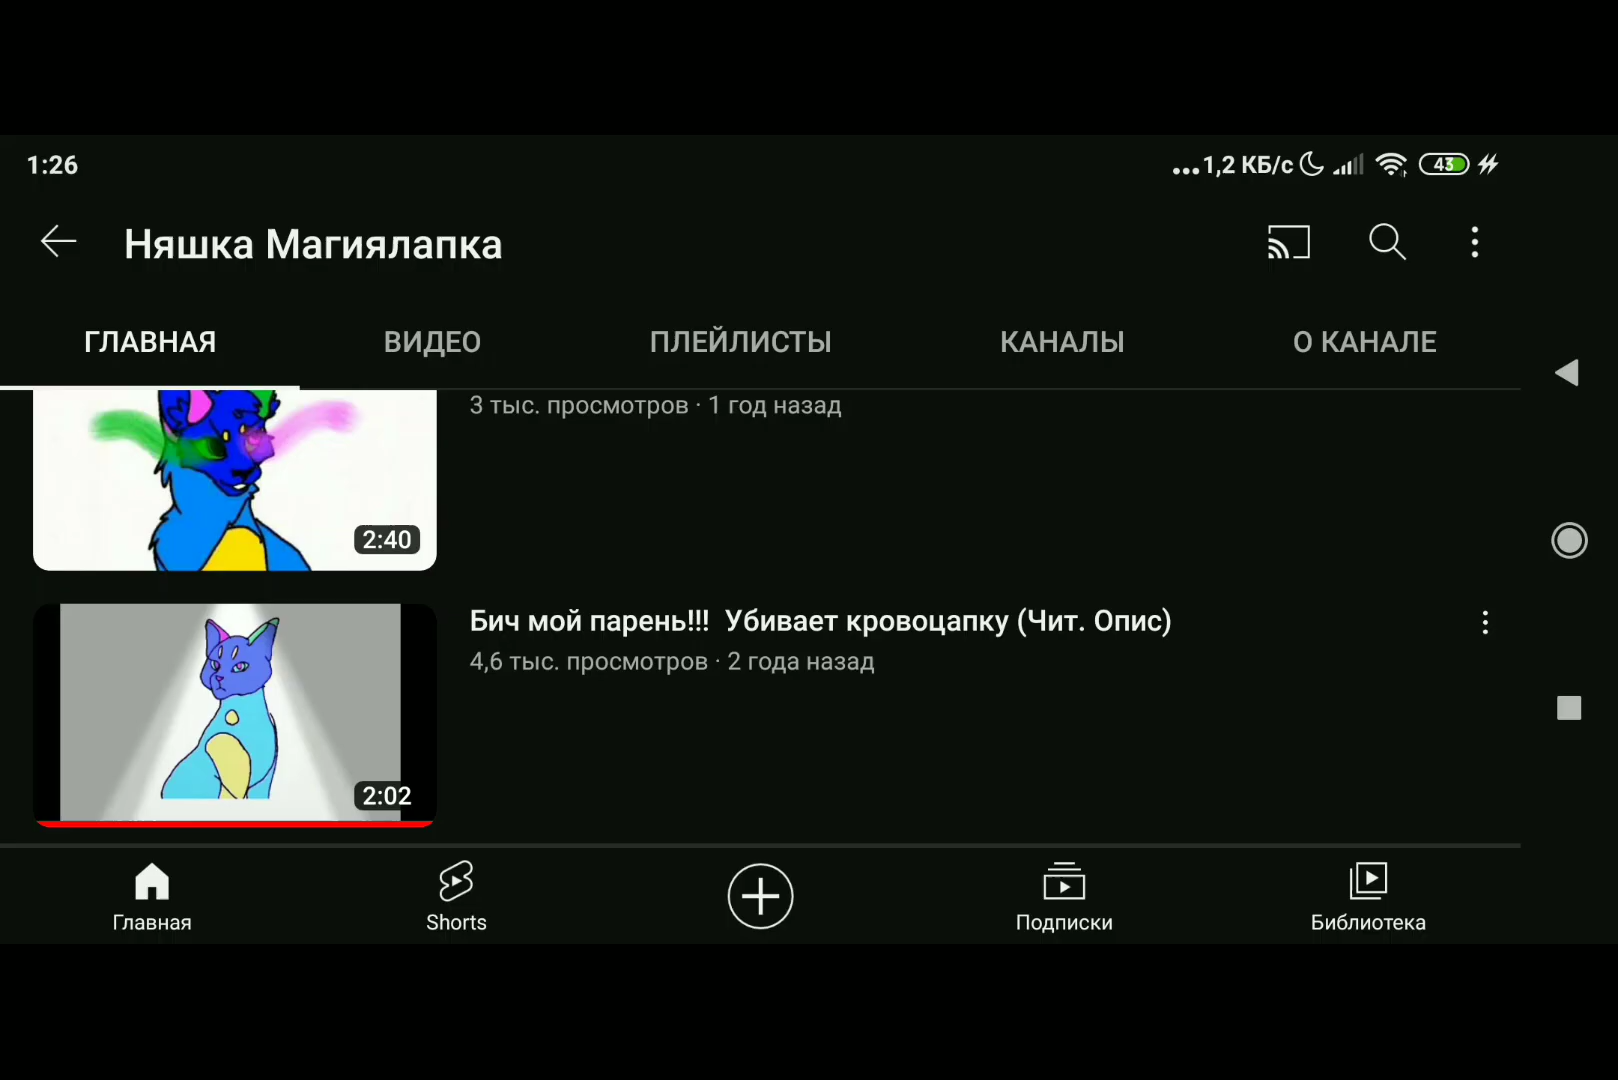 1:26
...1,2 КБ/с 43
Няшка Магиялапка
ГЛАВНАЯ ВИДЕО ПЛЕЙЛИСТЫ КАНАЛЫ О КАНАЛЕ
3 тыс. просмотров · 1 год назад
2:40
Бич мой парень!!! Убивает кровоцапку (Чит. Опис)
4,6 тыс. просмотров · 2 года назад
2:02
Главная Shorts Подписки Библиотека